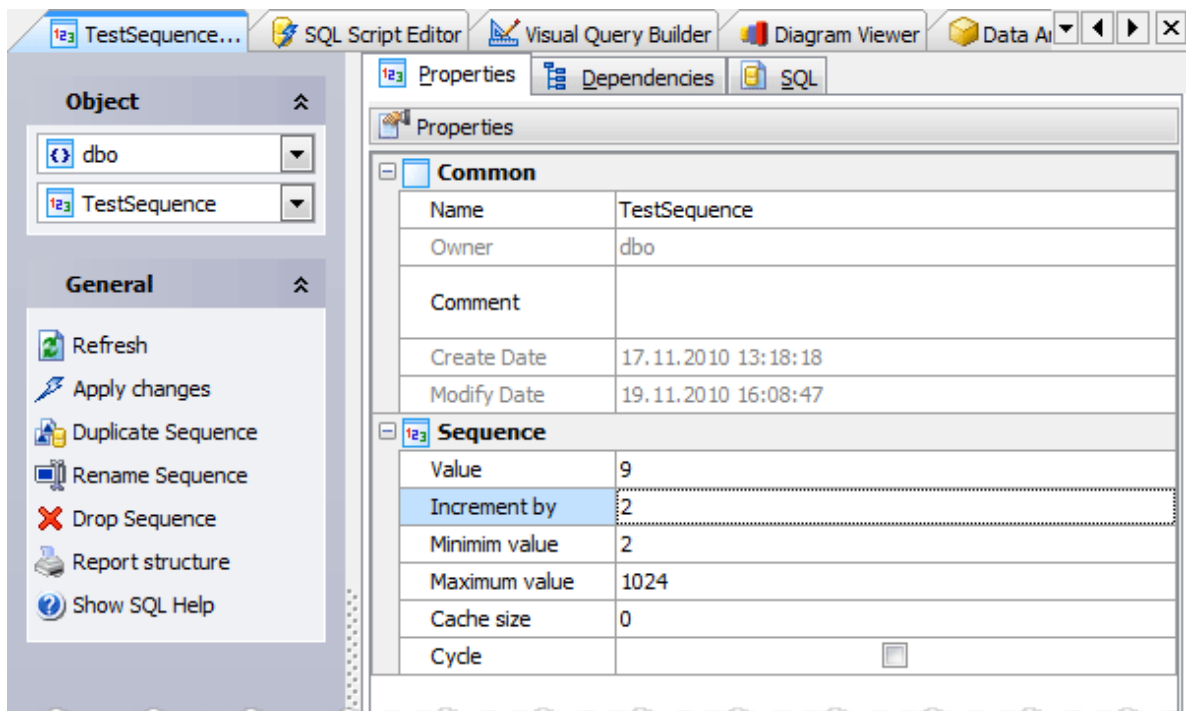 TestSequence... SQL Script Editor Visual Query Builder Diagram Viewer Data A
Object
dbo
TestSequence
General
Refresh
Apply changes
Duplicate Sequence
Rename Sequence
Drop Sequence
Report structure
Show SQL Help
Properties Dependencies SQL
Properties
Common
Name TestSequence
Owner dbo
Comment
Create Date 17.11.2010 13:18:18
Modify Date 19.11.2010 16:08:47
Sequence
Value 9
Increment by 2
Minimim value 2
Maximum value 1024
Cache size 0
Cycle